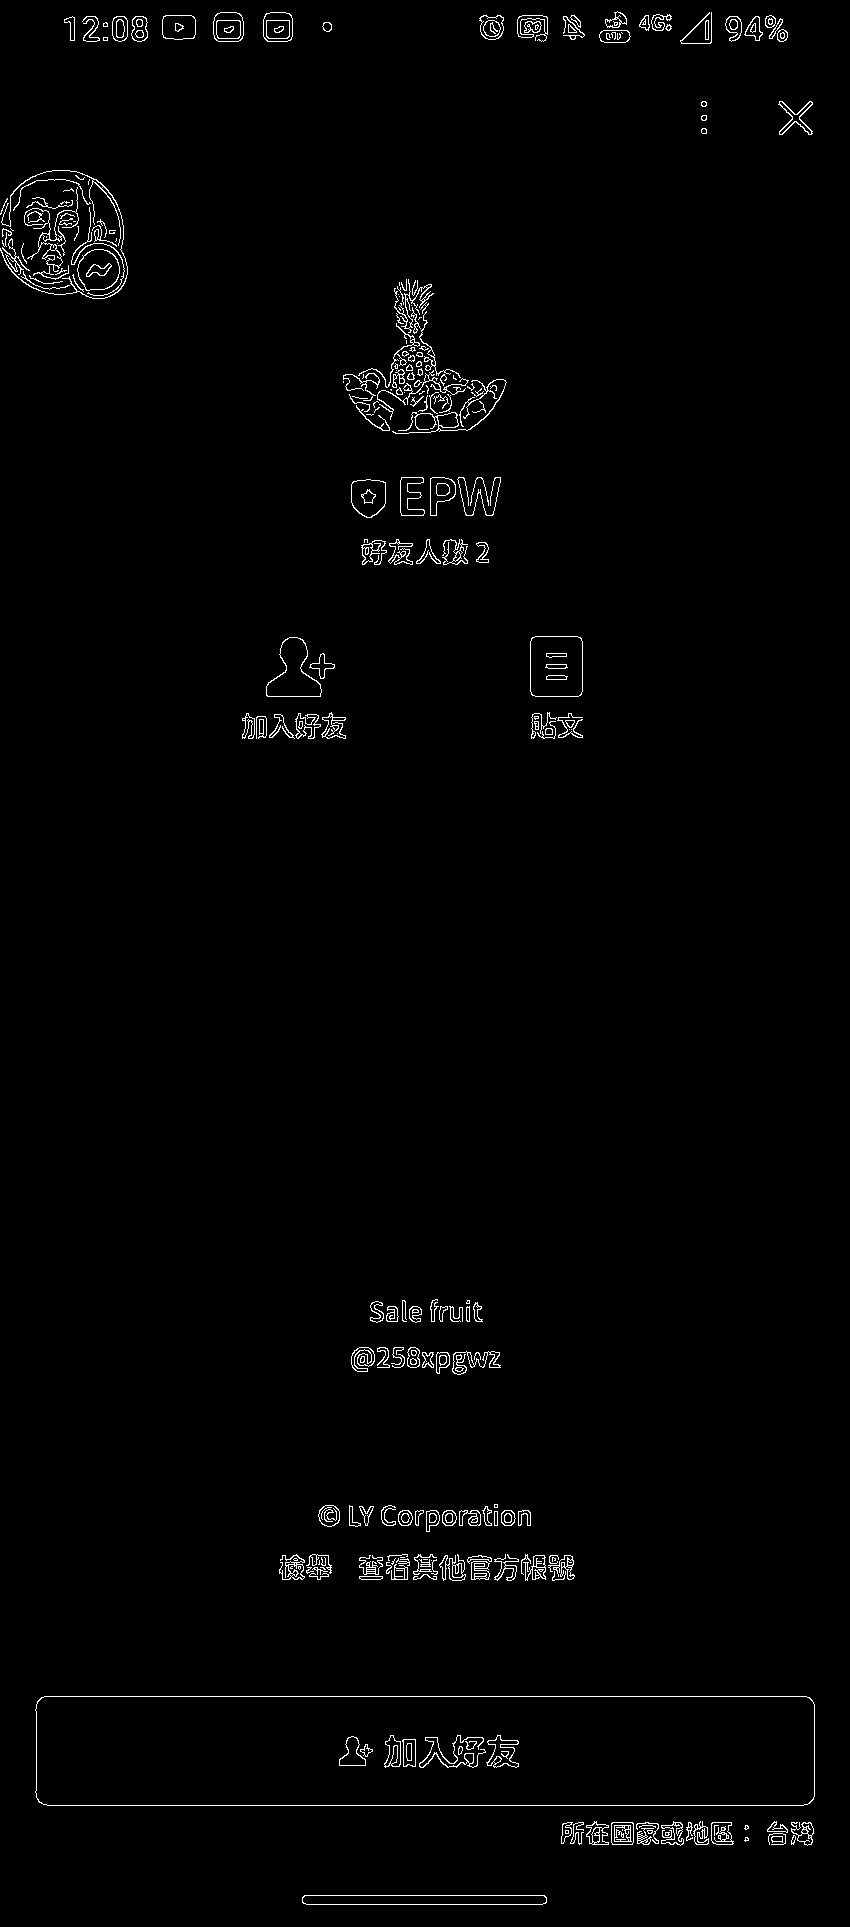 12:08 4G 94%
EPW
好友人數 2
加入好友 貼文
Sale fruit
@258xpgwz
© LY Corporation
檢舉 查看其他官方帳號
加入好友
所在國家或地區： 台灣